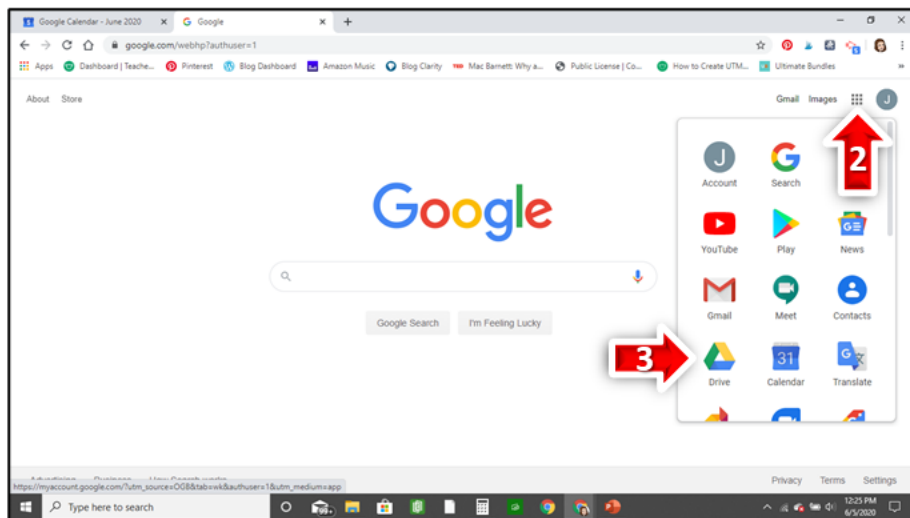 Google Calendar - June 2020
Google
google.com/webhp?authuser=1
Apps Dashboard | Teache... Pinterest Blog Dashboard Amazon Music Blog Clarity Mac Barnett: Why a... Public License | Co... How to Create UTM... Ultimate Bundles
About Store
Gmail Images J
2
J G
Account Search
YouTube Play News
Gmail Meet Contacts
3
31
Drive Calendar Translate
Google
Google Search I'm Feeling Lucky
Privacy Terms Settings
https://myaccount.google.com/?utm_source=OGB&tab=wk&authuser=1&utm_medium=app
Type here to search
99+
12:25 PM
6/5/2020